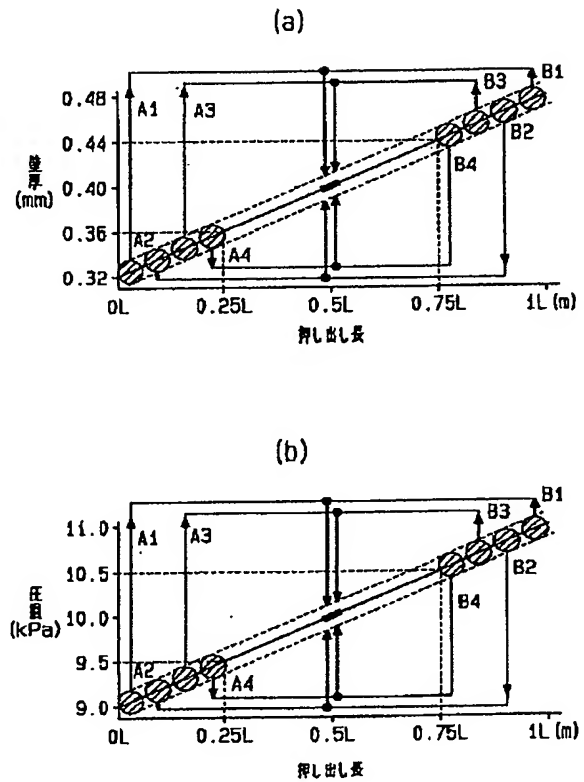 (a)
B1
0.48
A1
A3
B3
B2
0.44
B4
壁厚
(mm)
0.40
0.36
A2
A4
0.32
0L
0.25L
0.5L
0.75L
1L (m)
押し出し長
(b)
B1
11.0
A1
A3
B3
B2
10.5
B4
圧損
(kPa)
10.0
9.5
A2
A4
9.0
0L
0.25L
0.5L
0.75L
1L (m)
押し出し長